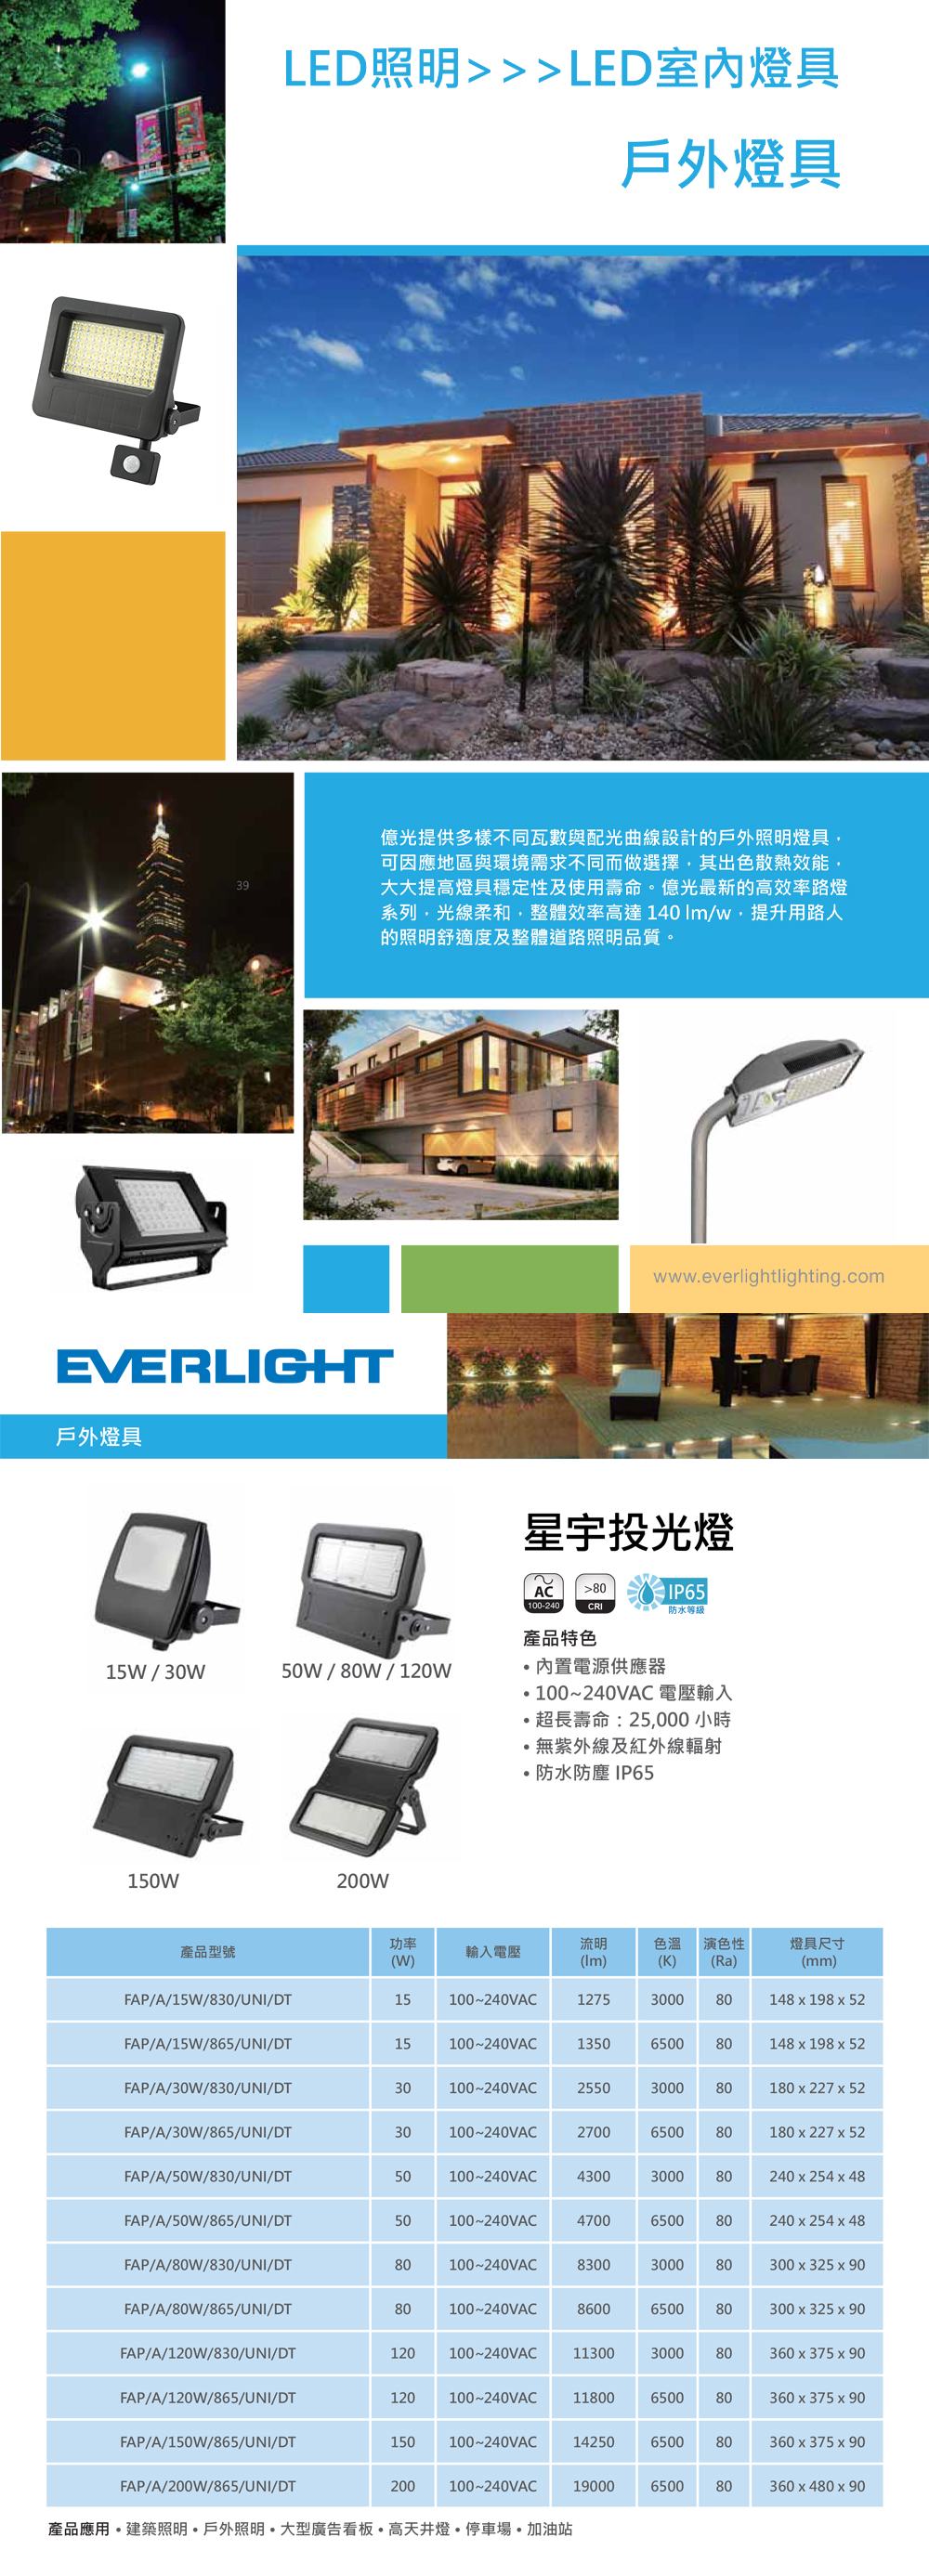 LED照明>>>LED室內燈具
戶外燈具
億光提供多樣不同瓦數與配光曲線設計的戶外照明燈具，
可因應地區與環境需求不同而做選擇，其出色散熱效能，
大大提高燈具穩定性及使用壽命。億光最新的高效率路燈
系列，光線柔和，整體效率高達 140 lm/w，提升用路人
的照明舒適度及整體道路照明品質。
39
39
www.everlightlighting.com
EVERLIGHT
戶外燈具
星宇投光燈
AC 100-240 >80 CRI IP65 防水等級
產品特色
• 內置電源供應器
• 100~240VAC 電壓輸入
• 超長壽命：25,000 小時
• 無紫外線及紅外線輻射
• 防水防塵 IP65
15W / 30W 50W / 80W / 120W
150W 200W
產品型號 功率 (W) 輸入電壓 流明 (lm) 色溫 (K) 演色性 (Ra) 燈具尺寸 (mm)
FAP/A/15W/830/UNI/DT 15 100~240VAC 1275 3000 80 148 x 198 x 52
FAP/A/15W/865/UNI/DT 15 100~240VAC 1350 6500 80 148 x 198 x 52
FAP/A/30W/830/UNI/DT 30 100~240VAC 2550 3000 80 180 x 227 x 52
FAP/A/30W/865/UNI/DT 30 100~240VAC 2700 6500 80 180 x 227 x 52
FAP/A/50W/830/UNI/DT 50 100~240VAC 4300 3000 80 240 x 254 x 48
FAP/A/50W/865/UNI/DT 50 100~240VAC 4700 6500 80 240 x 254 x 48
FAP/A/80W/830/UNI/DT 80 100~240VAC 8300 3000 80 300 x 325 x 90
FAP/A/80W/865/UNI/DT 80 100~240VAC 8600 6500 80 300 x 325 x 90
FAP/A/120W/830/UNI/DT 120 100~240VAC 11300 3000 80 360 x 375 x 90
FAP/A/120W/865/UNI/DT 120 100~240VAC 11800 6500 80 360 x 375 x 90
FAP/A/150W/865/UNI/DT 150 100~240VAC 14250 6500 80 360 x 375 x 90
FAP/A/200W/865/UNI/DT 200 100~240VAC 19000 6500 80 360 x 480 x 90
產品應用 • 建築照明 • 戶外照明 • 大型廣告看板 • 高天井燈 • 停車場 • 加油站